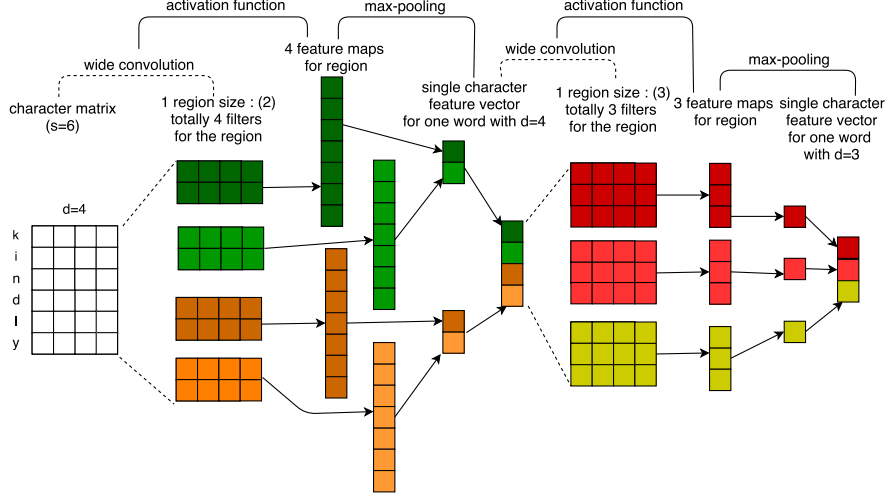 activation function
max-pooling
activation function
4 feature maps
for region
wide convolution
wide convolution
max-pooling
character matrix
(s=6)
1 region size : (2)
totally 4 filters
for the region
single character
feature vector
for one word with d=4
1 region size : (3)
totally 3 filters
for the region
3 feature maps
for region
single character
feature vector
for one word
with d=3
d=4
k
i
n
d
l
y